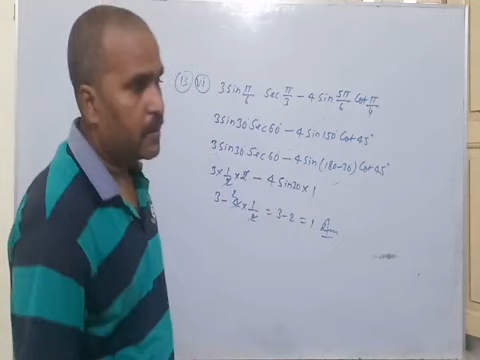 (13) (vi) 3 sin π/6 sec π/3 − 4 sin 5π/6 cot π/4
3 sin 30° sec 60° − 4 sin 150° cot 45°
3 sin 30° sec 60 − 4 sin (180−30) cot 45°
3 × 1/2 × 2 − 4 sin 30 × 1
3 − 4 2 × 1/2 = 3 − 2 = 1 Ans